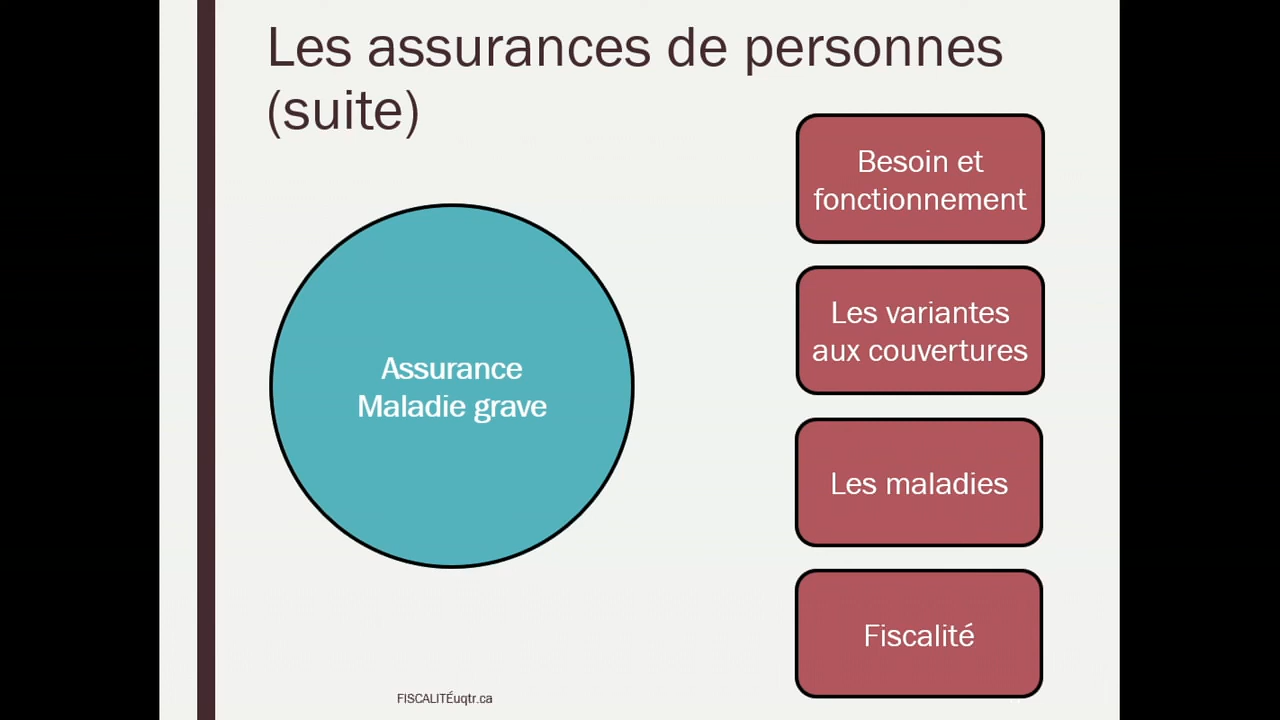 Les assurances de personnes
(suite)
Besoin et
fonctionnement
Les variantes
aux couvertures
Assurance
Maladie grave
Les maladies
Fiscalité
FISCALITÉuqtr.ca